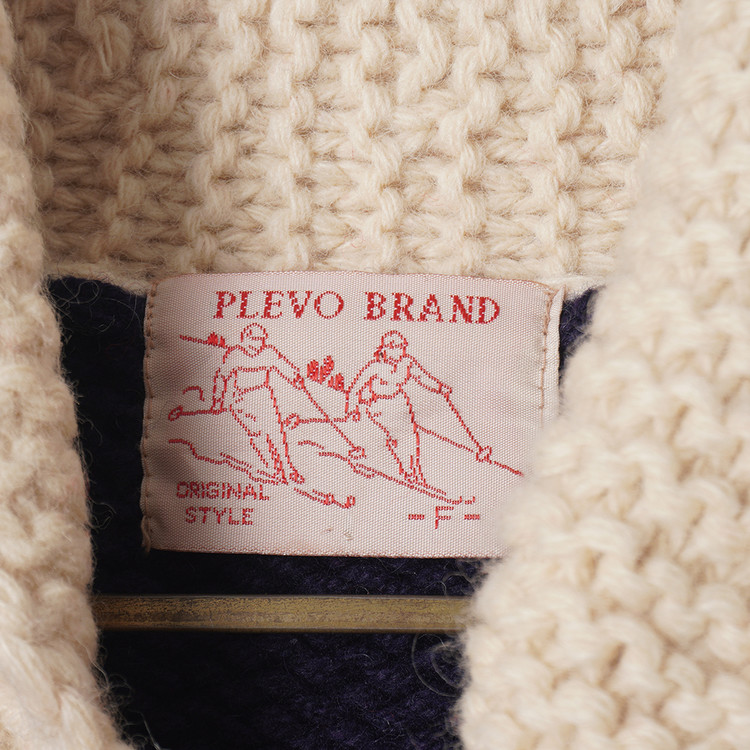 PLEVO BRAND
ORIGINAL
STYLE
- F -